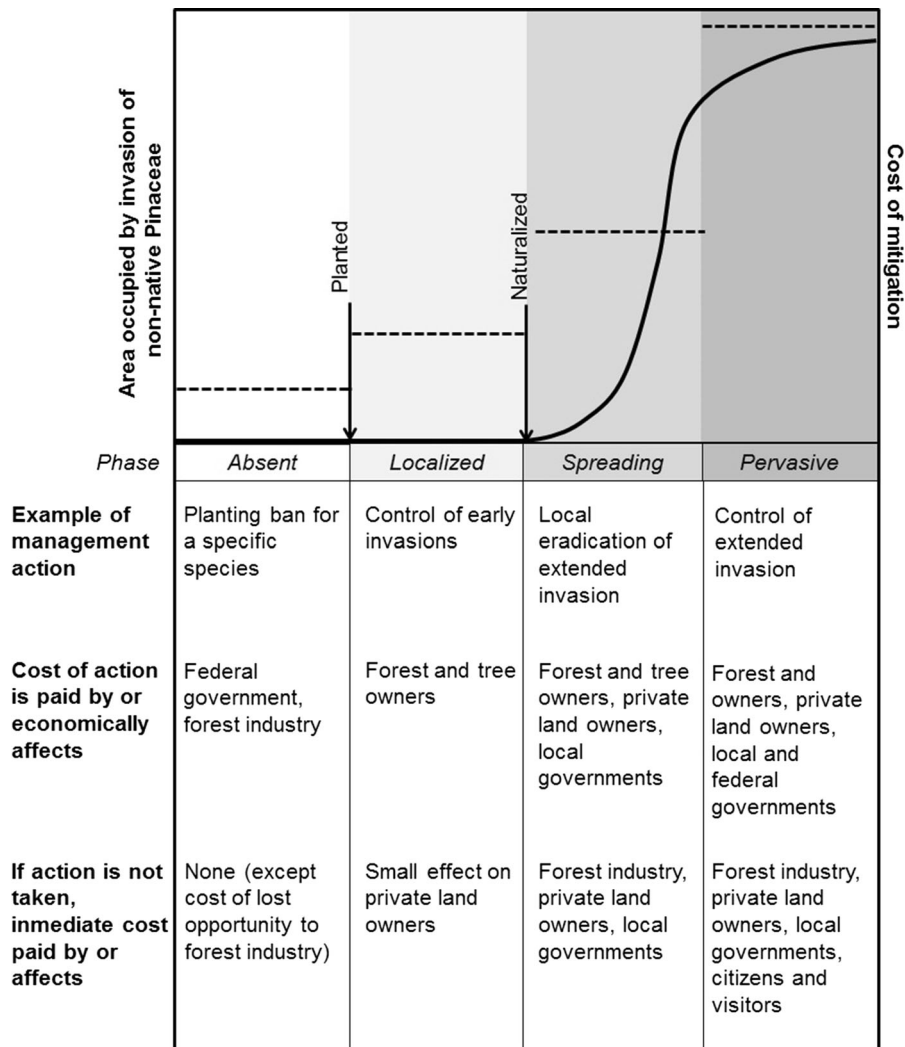 Area occupied by invasion of
non-native Pinaceae
Planted
Naturalized
Cost of mitigation
Phase
Absent
Localized
Spreading
Pervasive
Example of
management
action
Planting ban for
a specific
species
Control of early
invasions
Local
eradication of
extended
invasion
Control of
extended
invasion
Cost of action
is paid by or
economically
affects
Federal
government,
forest industry
Forest and tree
owners
Forest and tree
owners, private
land owners,
local
governments
Forest and
owners, private
land owners,
local and
federal
governments
If action is not
taken,
inmediate cost
paid by or
affects
None (except
cost of lost
opportunity to
forest industry)
Small effect on
private land
owners
Forest industry,
private land
owners, local
governments
Forest industry,
private land
owners, local
governments,
citizens and
visitors